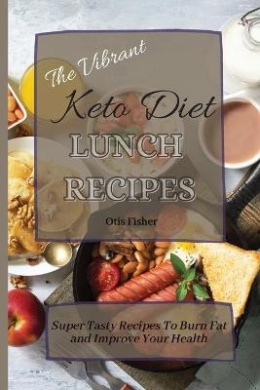 The Vibrant
Keto Diet
LUNCH
RECIPES
Otis Fisher
Super Tasty Recipes To Burn Fat
and Improve Your Health